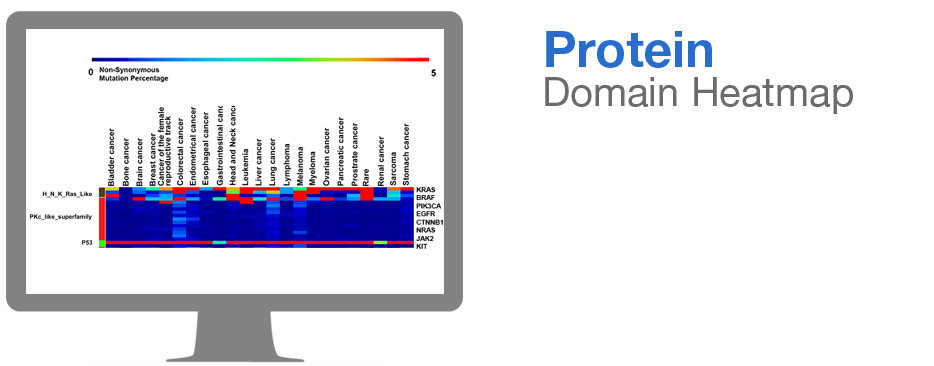 Protein
Domain Heatmap
0
5
Non-Synonymous
Mutation Percentage
Bladder cancer
Bone cancer
Brain cancer
Breast cancer
Cancer of the female
reproductive track
Colorectal cancer
Endometrical cancer
Esophageal cancer
Gastrointestinal canc
Head and Neck canc
Leukemia
Liver cancer
Lung cancer
Lymphoma
Melanoma
Myeloma
Ovarian cancer
Pancreatic cancer
Prostrate cancer
Rare
Renal cancer
Sarcoma
Stomach cancer
H_N_K_Ras_Like
PKc_like_superfamily
P53
KRAS
BRAF
PIK3CA
EGFR
CTNNB1
NRAS
JAK2
KIT